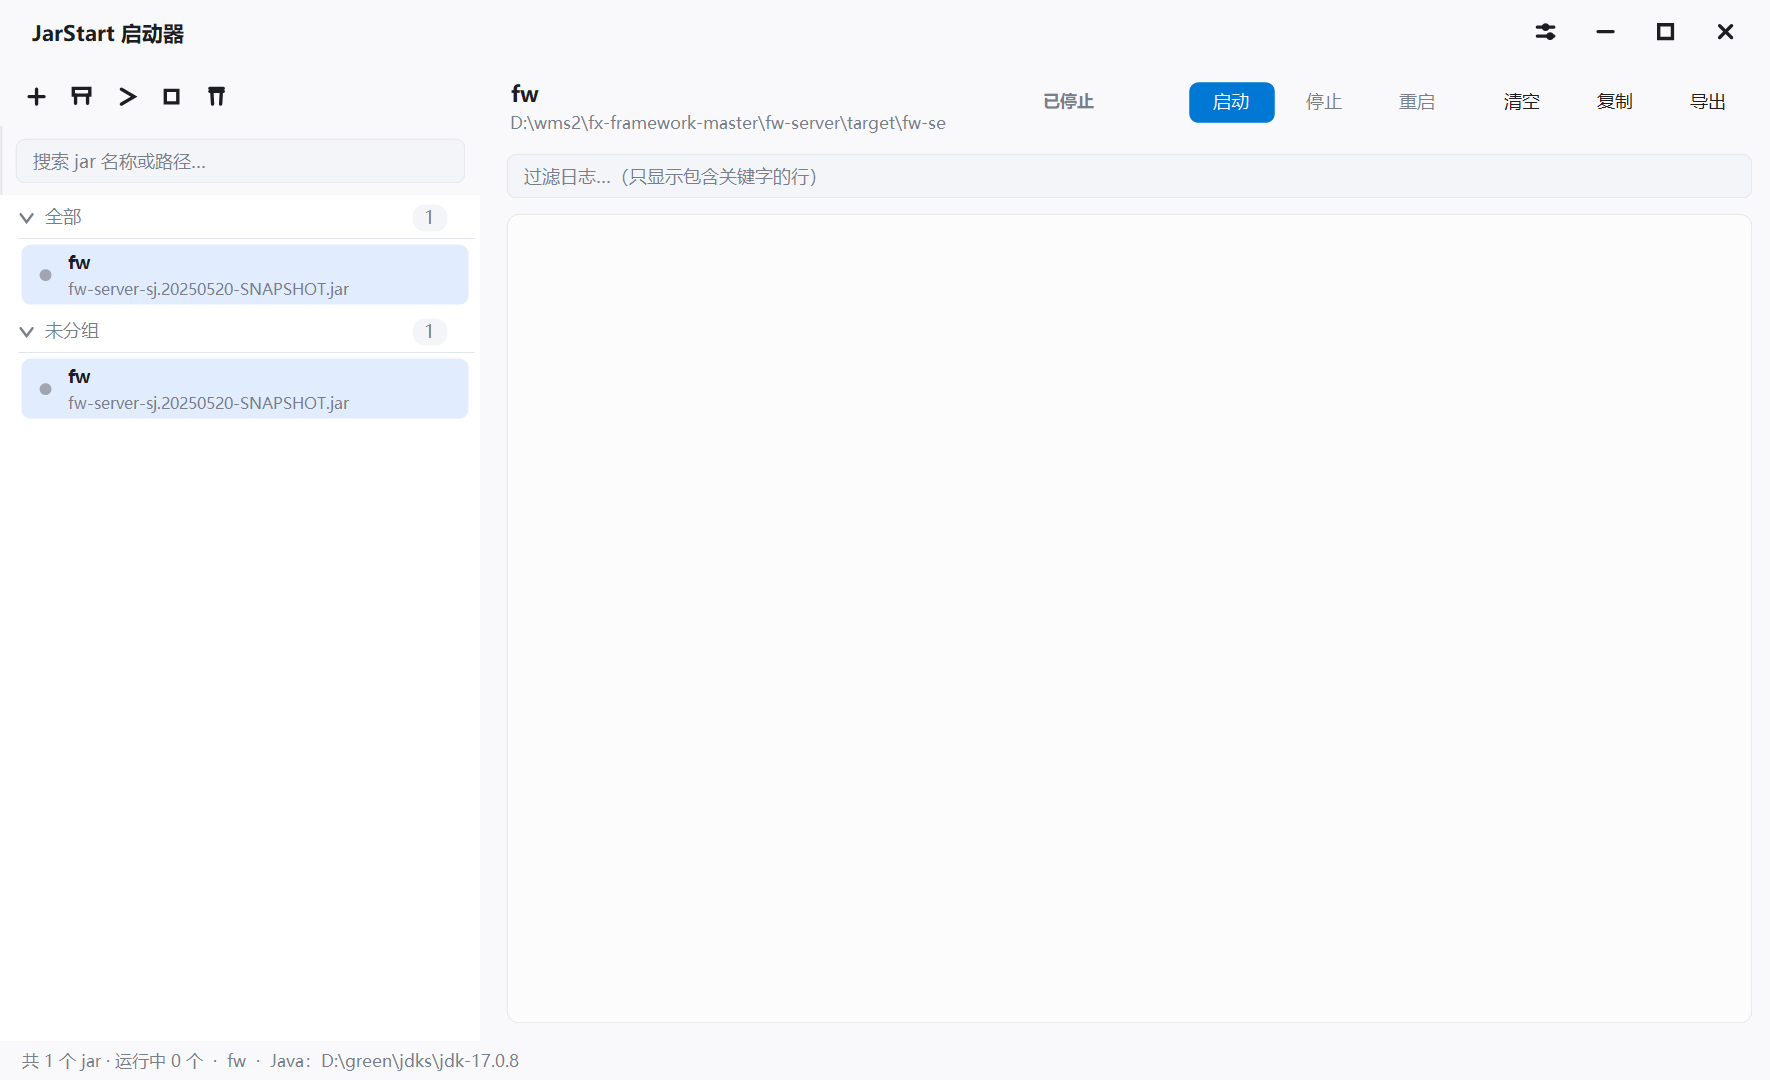 JarStart 启动器
搜索 jar 名称或路径...
全部 1
fw
fw-server-sj.20250520-SNAPSHOT.jar
未分组 1
fw
fw-server-sj.20250520-SNAPSHOT.jar
fw
D:\wms2\fx-framework-master\fw-server\target\fw-se
已停止 启动 停止 重启 清空 复制 导出
过滤日志...（只显示包含关键字的行）
共 1 个 jar · 运行中 0 个 · fw · Java：D:\green\jdks\jdk-17.0.8